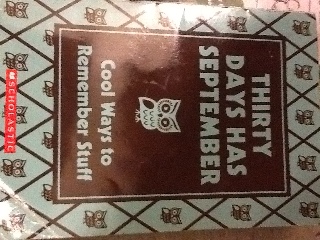 THIRTY
DAYS HAS
SEPTEMBER
Cool Ways to
Remember Stuff
SCHOLASTIC